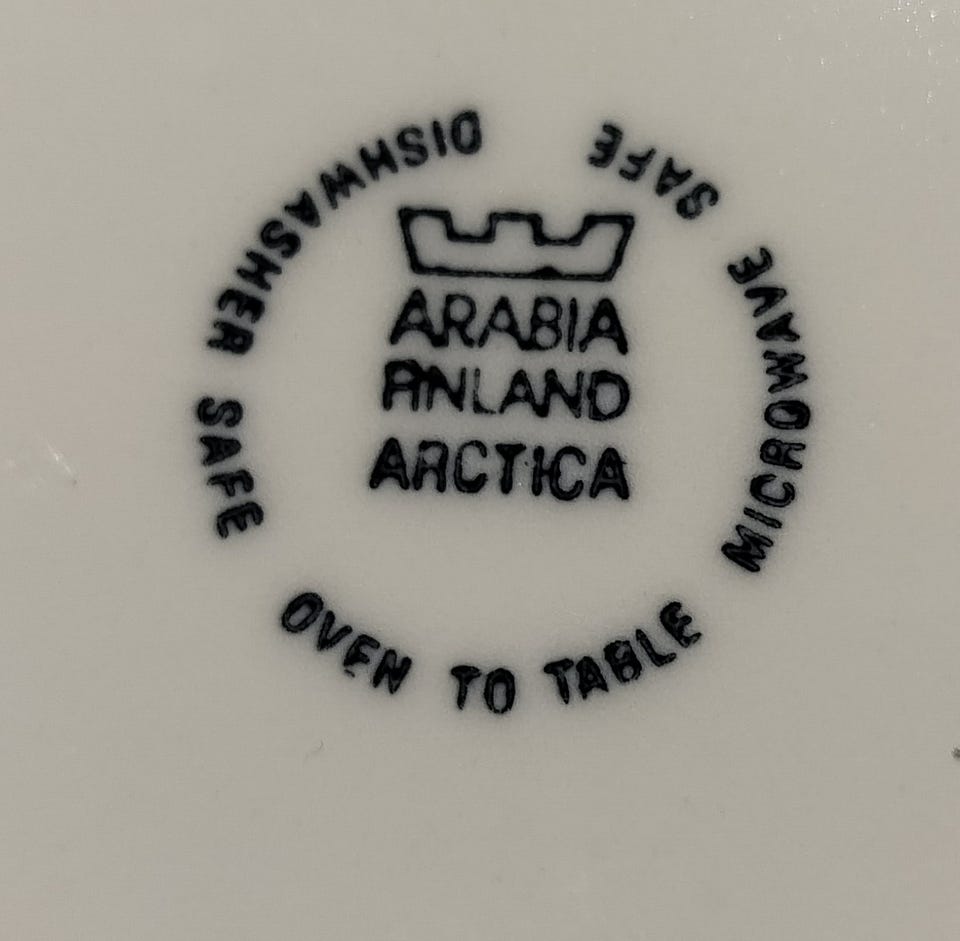 ARABIA
FINLAND
ARCTICA
DISHWASHER SAFE
OVEN TO TABLE
MICROWAVE SAFE